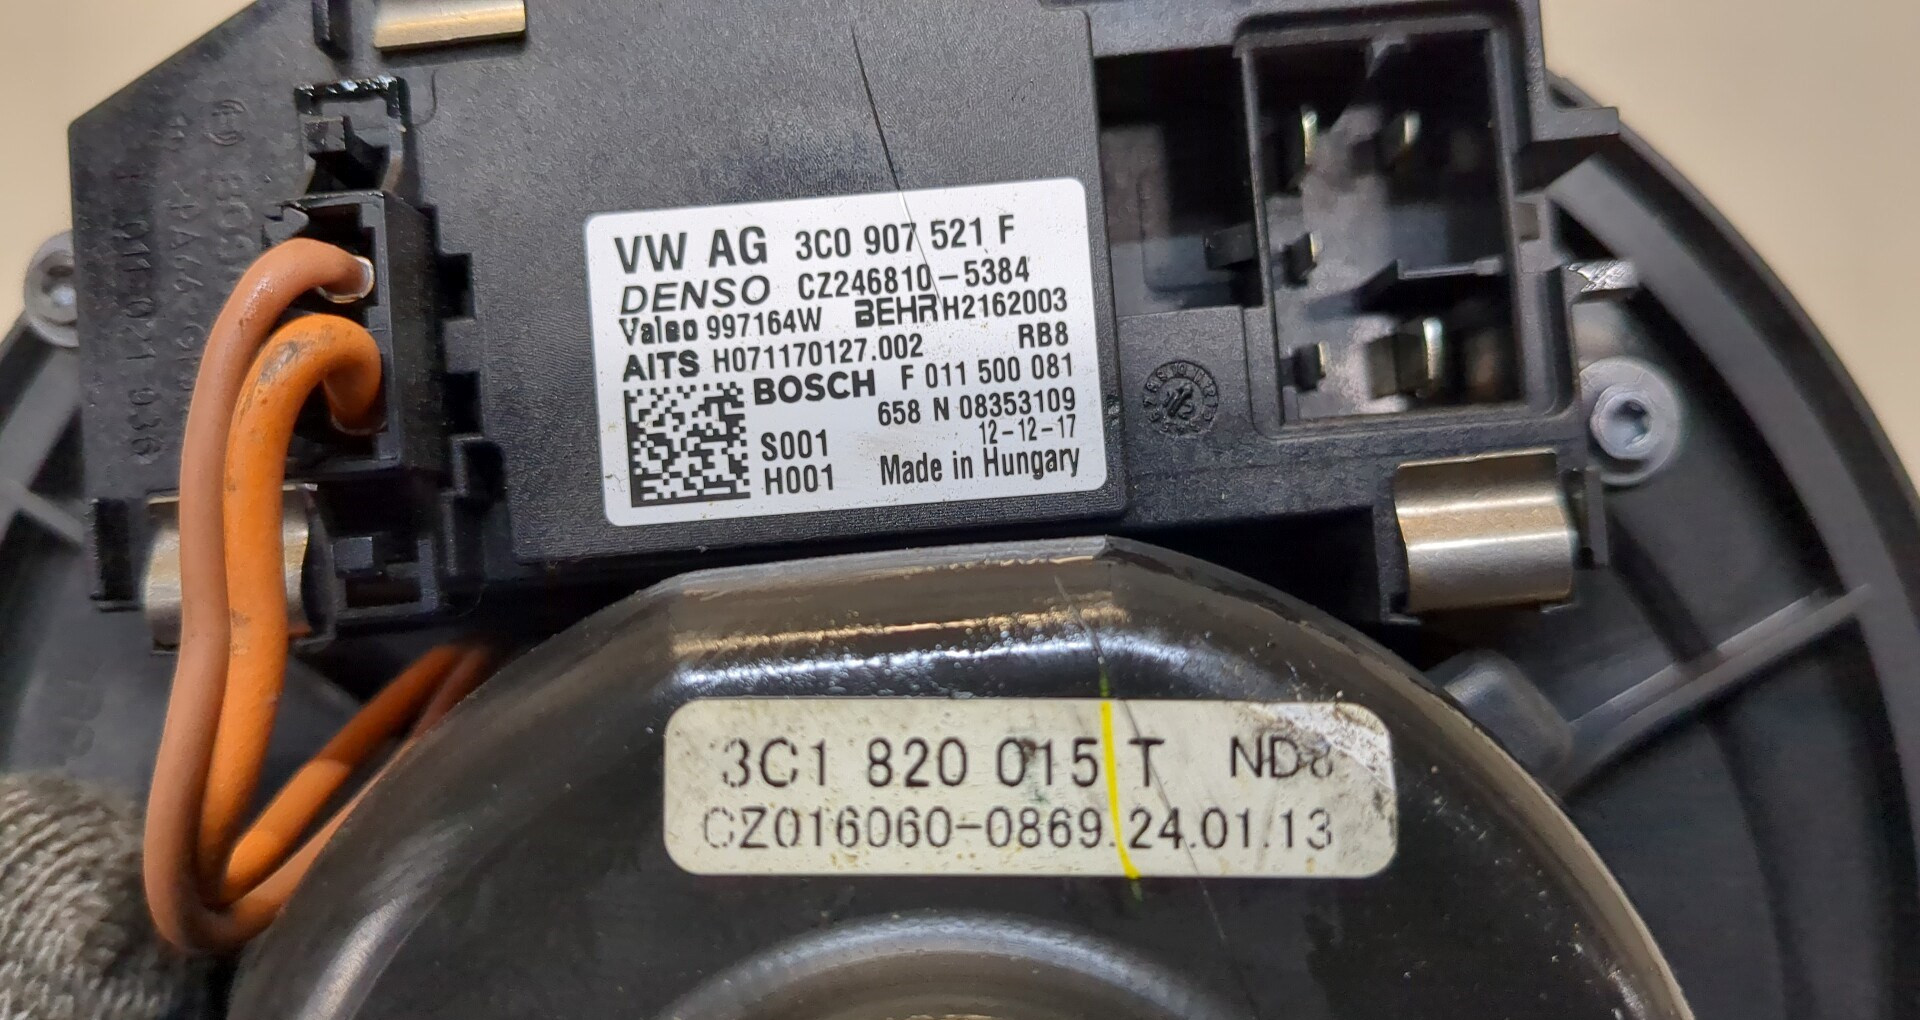 VW AG 3C0 907 521 F
DENSO CZ246810-5384
Valeo 997164W BEHR H2162003
AITS H071170127.002 RB8
BOSCH F 011 500 081
658 N 08353109
S001 12-12-17
H001 Made in Hungary
3C1 820 015 T ND8
CZ016060-0869.24.01.13